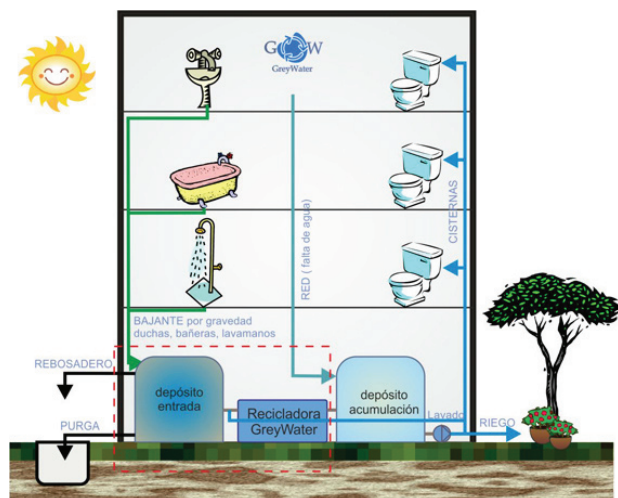 G W
GreyWater
RED ( falta de agua)
CISTERNAS
BAJANTE por gravedad
duchas, bañeras, lavamanos
REBOSADERO
depósito
entrada
Recicladora
GreyWater
depósito
acumulación
Lavado
RIEGO
PURGA